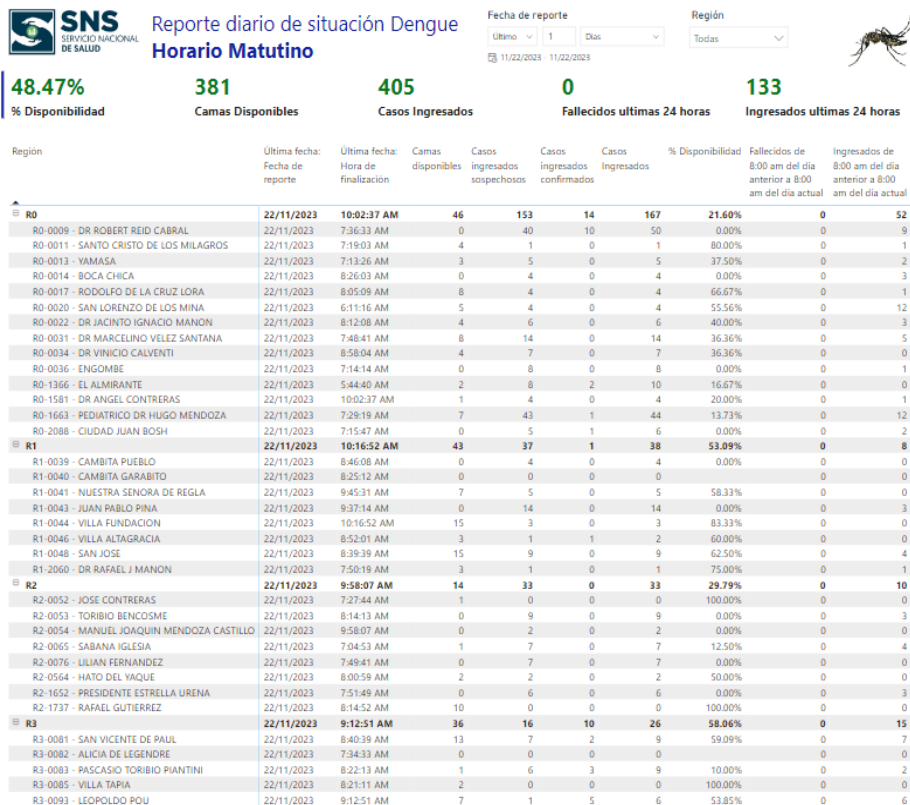 SNS
SERVICIO NACIONAL
DE SALUD
Reporte diario de situación Dengue
Horario Matutino
Fecha de reporte
Último 1 Días
11/22/2023 - 11/22/2023
Región
Todas
48.47% 381 405 0 133
% Disponibilidad Camas Disponibles Casos Ingresados Fallecidos ultimas 24 horas Ingresados ultimas 24 horas
Región Última fecha: Última fecha: Camas Casos Casos Casos % Disponibilidad Fallecidos de Ingresados de
Fecha de Hora de disponibles ingresados ingresados Ingresados 8:00 am del día 8:00 am del día
reporte finalización sospechosos confirmados anterior a 8:00 anterior a 8:00
am del día actual am del día actual
R0 22/11/2023 10:02:37 AM 46 153 14 167 21.60% 0 52
R0-0009 - DR ROBERT REID CABRAL 22/11/2023 7:36:33 AM 0 40 10 50 0.00% 0 9
R0-0011 - SANTO CRISTO DE LOS MILAGROS 22/11/2023 7:19:03 AM 4 1 0 1 80.00% 0 1
R0-0013 - YAMASA 22/11/2023 7:13:26 AM 3 5 0 5 37.50% 0 2
R0-0014 - BOCA CHICA 22/11/2023 8:26:03 AM 0 4 0 4 0.00% 0 3
R0-0017 - RODOLFO DE LA CRUZ LORA 22/11/2023 8:05:09 AM 8 4 0 4 66.67% 0 1
R0-0020 - SAN LORENZO DE LOS MINA 22/11/2023 6:11:16 AM 5 4 0 4 55.56% 0 12
R0-0022 - DR JACINTO IGNACIO MANON 22/11/2023 8:12:08 AM 4 6 0 6 40.00% 0 3
R0-0031 - DR MARCELINO VELEZ SANTANA 22/11/2023 7:48:41 AM 8 14 0 14 36.36% 0 5
R0-0034 - DR VINICIO CALVENTI 22/11/2023 8:58:04 AM 4 7 0 7 36.36% 0 0
R0-0036 - ENGOMBE 22/11/2023 7:14:14 AM 0 8 0 8 0.00% 0 1
R0-1366 - EL ALMIRANTE 22/11/2023 5:44:40 AM 2 8 2 10 16.67% 0 0
R0-1581 - DR ANGEL CONTRERAS 22/11/2023 10:02:37 AM 1 4 0 4 20.00% 0 1
R0-1663 - PEDIATRICO DR HUGO MENDOZA 22/11/2023 7:29:19 AM 7 43 1 44 13.73% 0 12
R0-2088 - CIUDAD JUAN BOSH 22/11/2023 7:15:47 AM 0 5 1 6 0.00% 0 2
R1 22/11/2023 10:16:52 AM 43 37 1 38 53.09% 0 8
R1-0039 - CAMBITA PUEBLO 22/11/2023 8:46:08 AM 0 4 0 4 0.00% 0 0
R1-0040 - CAMBITA GARABITO 22/11/2023 8:25:12 AM 0 0 0 0 0 0
R1-0041 - NUESTRA SENORA DE REGLA 22/11/2023 9:45:31 AM 7 5 0 5 58.33% 0 0
R1-0043 - JUAN PABLO PINA 22/11/2023 9:37:14 AM 0 14 0 14 0.00% 0 3
R1-0044 - VILLA FUNDACION 22/11/2023 10:16:52 AM 15 3 0 3 83.33% 0 0
R1-0046 - VILLA ALTAGRACIA 22/11/2023 8:52:01 AM 3 1 1 2 60.00% 0 0
R1-0048 - SAN JOSE 22/11/2023 8:39:39 AM 15 9 0 9 62.50% 0 4
R1-2060 - DR RAFAEL J MANON 22/11/2023 7:50:19 AM 3 1 0 1 75.00% 0 1
R2 22/11/2023 9:58:07 AM 14 33 0 33 29.79% 0 10
R2-0052 - JOSE CONTRERAS 22/11/2023 7:27:44 AM 1 0 0 0 100.00% 0 0
R2-0053 - TORIBIO BENCOSME 22/11/2023 8:14:13 AM 0 9 0 9 0.00% 0 3
R2-0054 - MANUEL JOAQUIN MENDOZA CASTILLO 22/11/2023 9:58:07 AM 0 2 0 2 0.00% 0 0
R2-0065 - SABANA IGLESIA 22/11/2023 7:04:53 AM 1 7 0 7 12.50% 0 4
R2-0076 - LILIAN FERNANDEZ 22/11/2023 7:49:41 AM 0 7 0 7 0.00% 0 0
R2-0564 - HATO DEL YAQUE 22/11/2023 8:00:59 AM 2 2 0 2 50.00% 0 0
R2-1652 - PRESIDENTE ESTRELLA URENA 22/11/2023 7:51:49 AM 0 6 0 6 0.00% 0 3
R2-1737 - RAFAEL GUTIERREZ 22/11/2023 8:14:52 AM 10 0 0 0 100.00% 0 0
R3 22/11/2023 9:12:51 AM 36 16 10 26 58.06% 0 15
R3-0081 - SAN VICENTE DE PAUL 22/11/2023 8:40:39 AM 13 7 2 9 59.09% 0 7
R3-0082 - ALICIA DE LEGENDRE 22/11/2023 7:34:33 AM 0 0 0 0 0 0
R3-0083 - PASCASIO TORIBIO PIANTINI 22/11/2023 8:22:13 AM 1 6 3 9 10.00% 0 2
R3-0085 - VILLA TAPIA 22/11/2023 8:21:11 AM 2 0 0 0 100.00% 0 0
R3-0093 - LEOPOLDO POU 22/11/2023 9:12:51 AM 7 1 5 6 53.85% 0 6